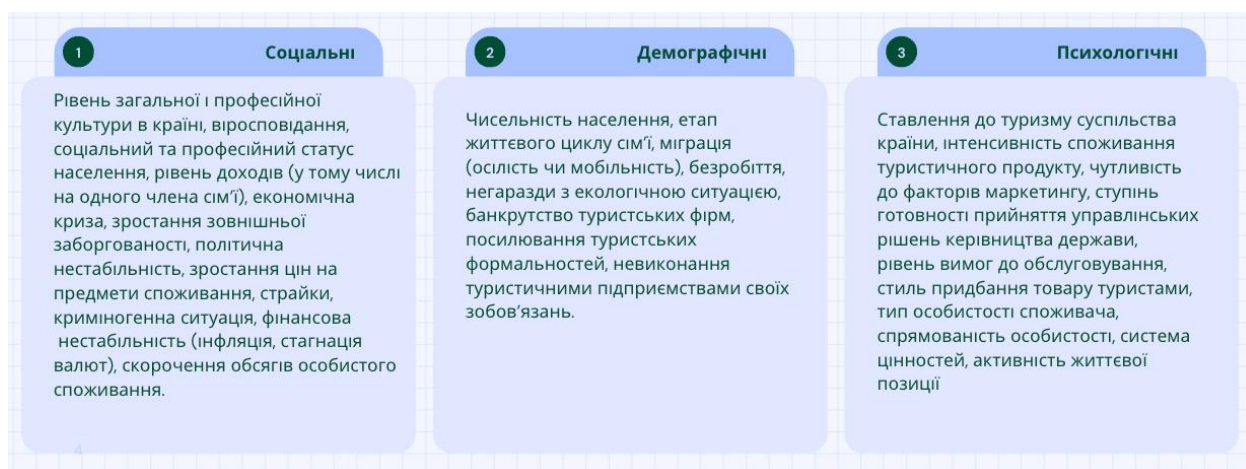 1
Соціальні
Рівень загальної і професійної
культури в країні, віросповідання,
соціальний та професійний статус
населення, рівень доходів (у тому числі
на одного члена сім’ї), економічна
криза, зростання зовнішньої
заборгованості, політична
нестабільність, зростання цін на
предмети споживання, страйки,
криміногенна ситуація, фінансова
нестабільність (інфляція, стагнація
валют), скорочення обсягів особистого
споживання.
4
2
Демографічні
Чисельність населення, етап
життєвого циклу сім’ї, міграція
(осілість чи мобільність), безробіття,
негаразди з екологічною ситуацією,
банкрутство туристських фірм,
посилювання туристських
формальностей, невиконання
туристичними підприємствами своїх
зобов’язань.
3
Психологічні
Ставлення до туризму суспільства
країни, інтенсивність споживання
туристичного продукту, чутливість
до факторів маркетингу, ступінь
готовності прийняття управлінських
рішень керівництва держави,
рівень вимог до обслуговування,
стиль придбання товару туристами,
тип особистості споживача,
спрямованість особистості, система
цінностей, активність життєвої
позиції